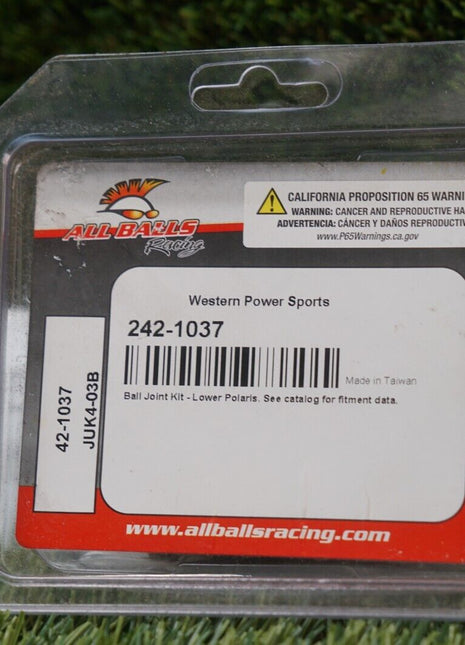 ALL BALLS
Racing
CALIFORNIA PROPOSITION 65 WARNI
WARNING: CANCER AND REPRODUCTIVE HA
ADVERTENCIA: CÁNCER Y DAÑOS REPRODUCTIV
www.P65Warnings.ca.gov
Western Power Sports
242-1037
Made in Taiwan
Ball Joint Kit - Lower Polaris. See catalog for fitment data.
42-1037
JUK4-03B
www.allballsracing.com